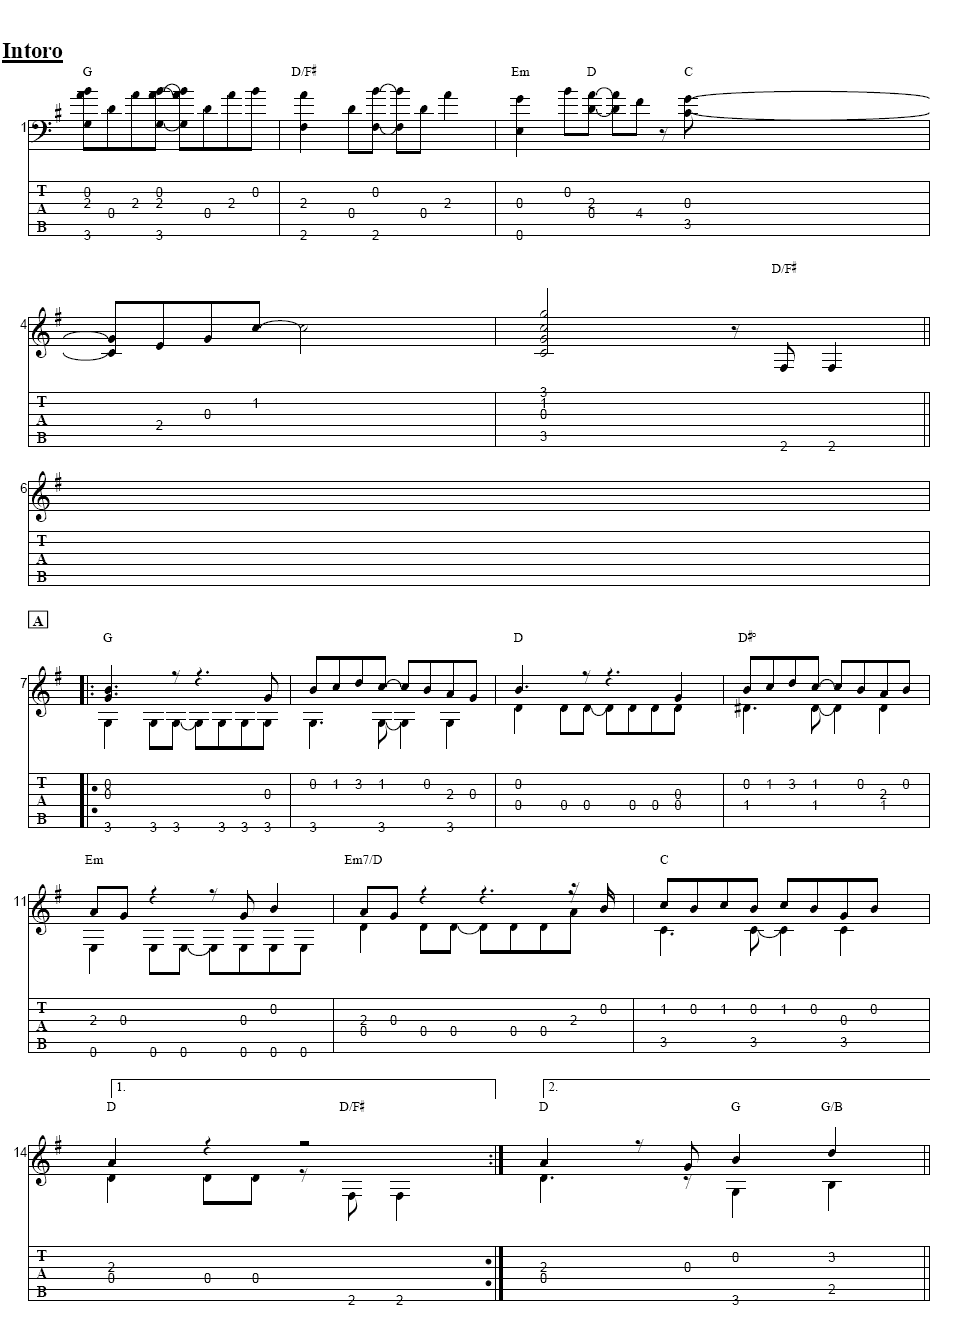 Intoro
G D/F♯ Em D C
1
T 0 0 0 0 0
2 2 2 2 2 2 0 2 0
A 0 0 0 0 0 4
B 3
3 3 2 2 0
D/F♯
4
3
T 1 1
0 0
A 2
B 3
2 2
6
T
A
B
A
G D D♯°
7
T 0 0 1 3 1 0 0 0 1 3 1 0 0
0 0 2 0 0 2
A 0 0 0 0 0 0 1 1 1
B
3 3 3 3 3 3 3 3 3
Em Em7/D C
11
T 0 0 1 0 1 0 1 0 0
2 0 0 2 0 2 0
A 0 0 0 0 0
B 3 3 3
0 0 0 0 0 0
1. 2.
D D/F♯ D G G/B
14
T 0 3
2 2 0
A 0 0 0 0
B 2
2 2 3